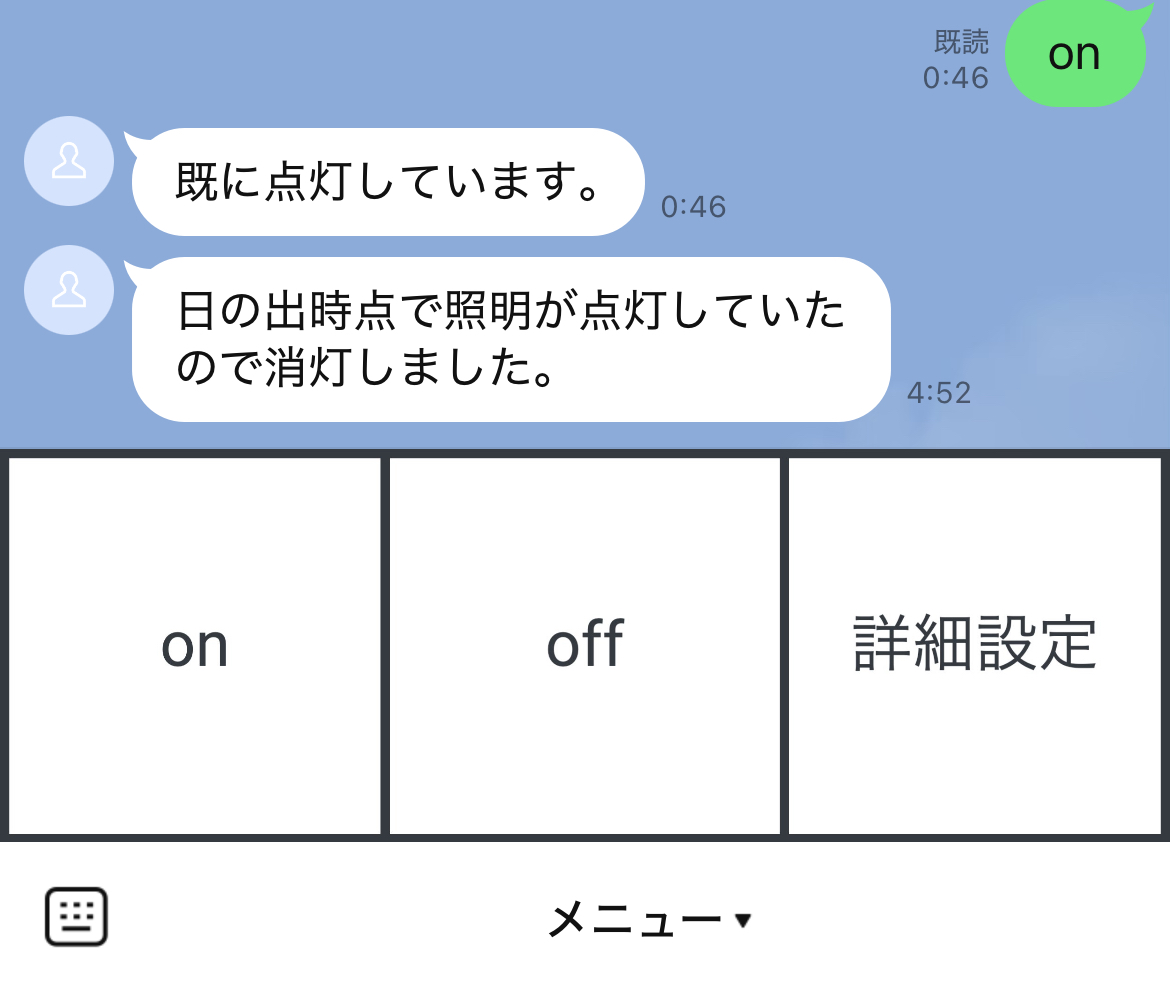 既読
0:46
on
既に点灯しています。
0:46
日の出時点で照明が点灯していた
ので消灯しました。
4:52
on
off
詳細設定
メニュー▼